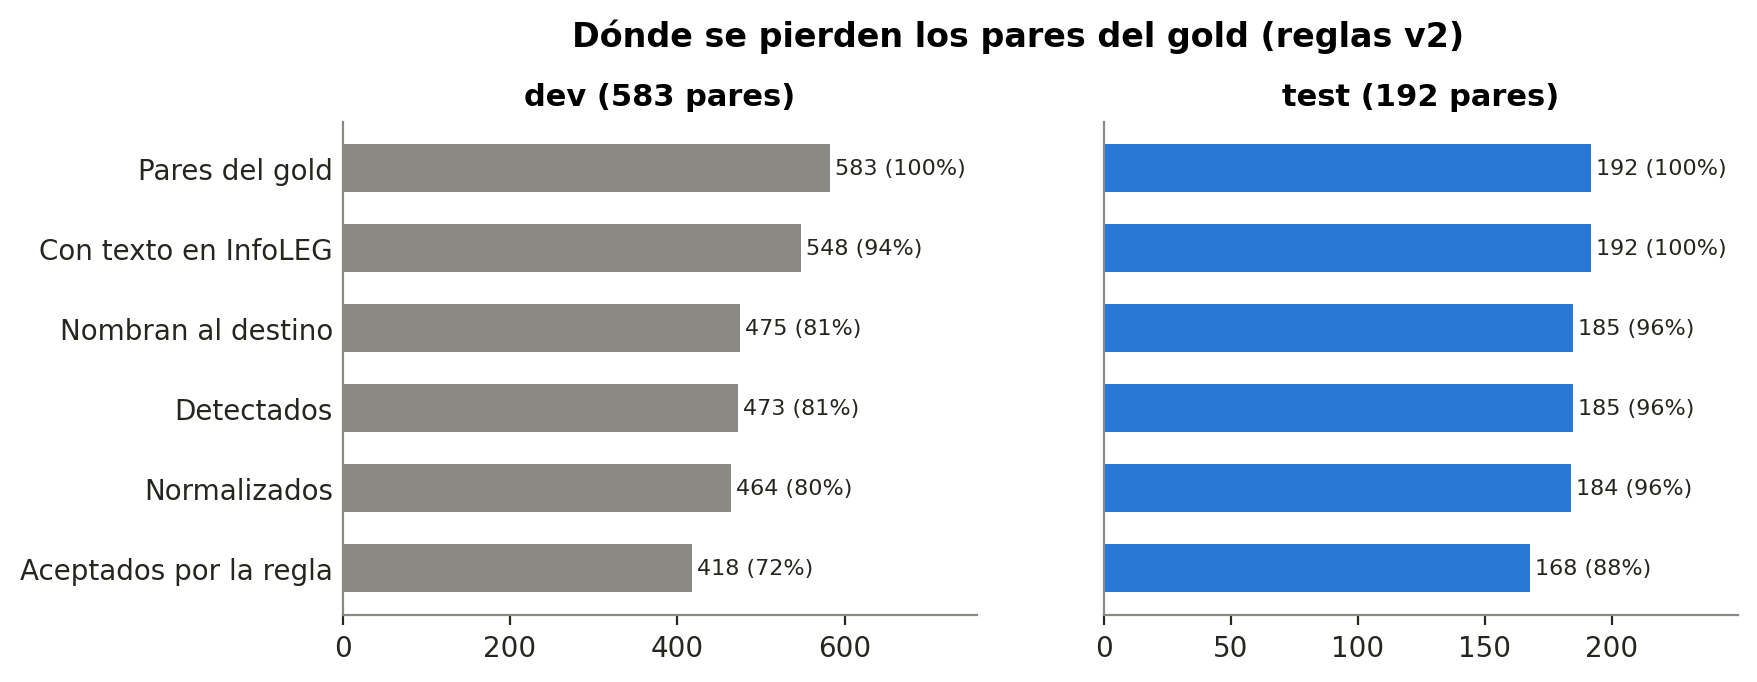 Dónde se pierden los pares del gold (reglas v2)
dev (583 pares)
Pares del gold
583 (100%)
Con texto en InfoLEG
548 (94%)
Nombran al destino
475 (81%)
Detectados
473 (81%)
Normalizados
464 (80%)
Aceptados por la regla
418 (72%)
0 200 400 600
test (192 pares)
192 (100%)
192 (100%)
185 (96%)
185 (96%)
184 (96%)
168 (88%)
0 50 100 150 200